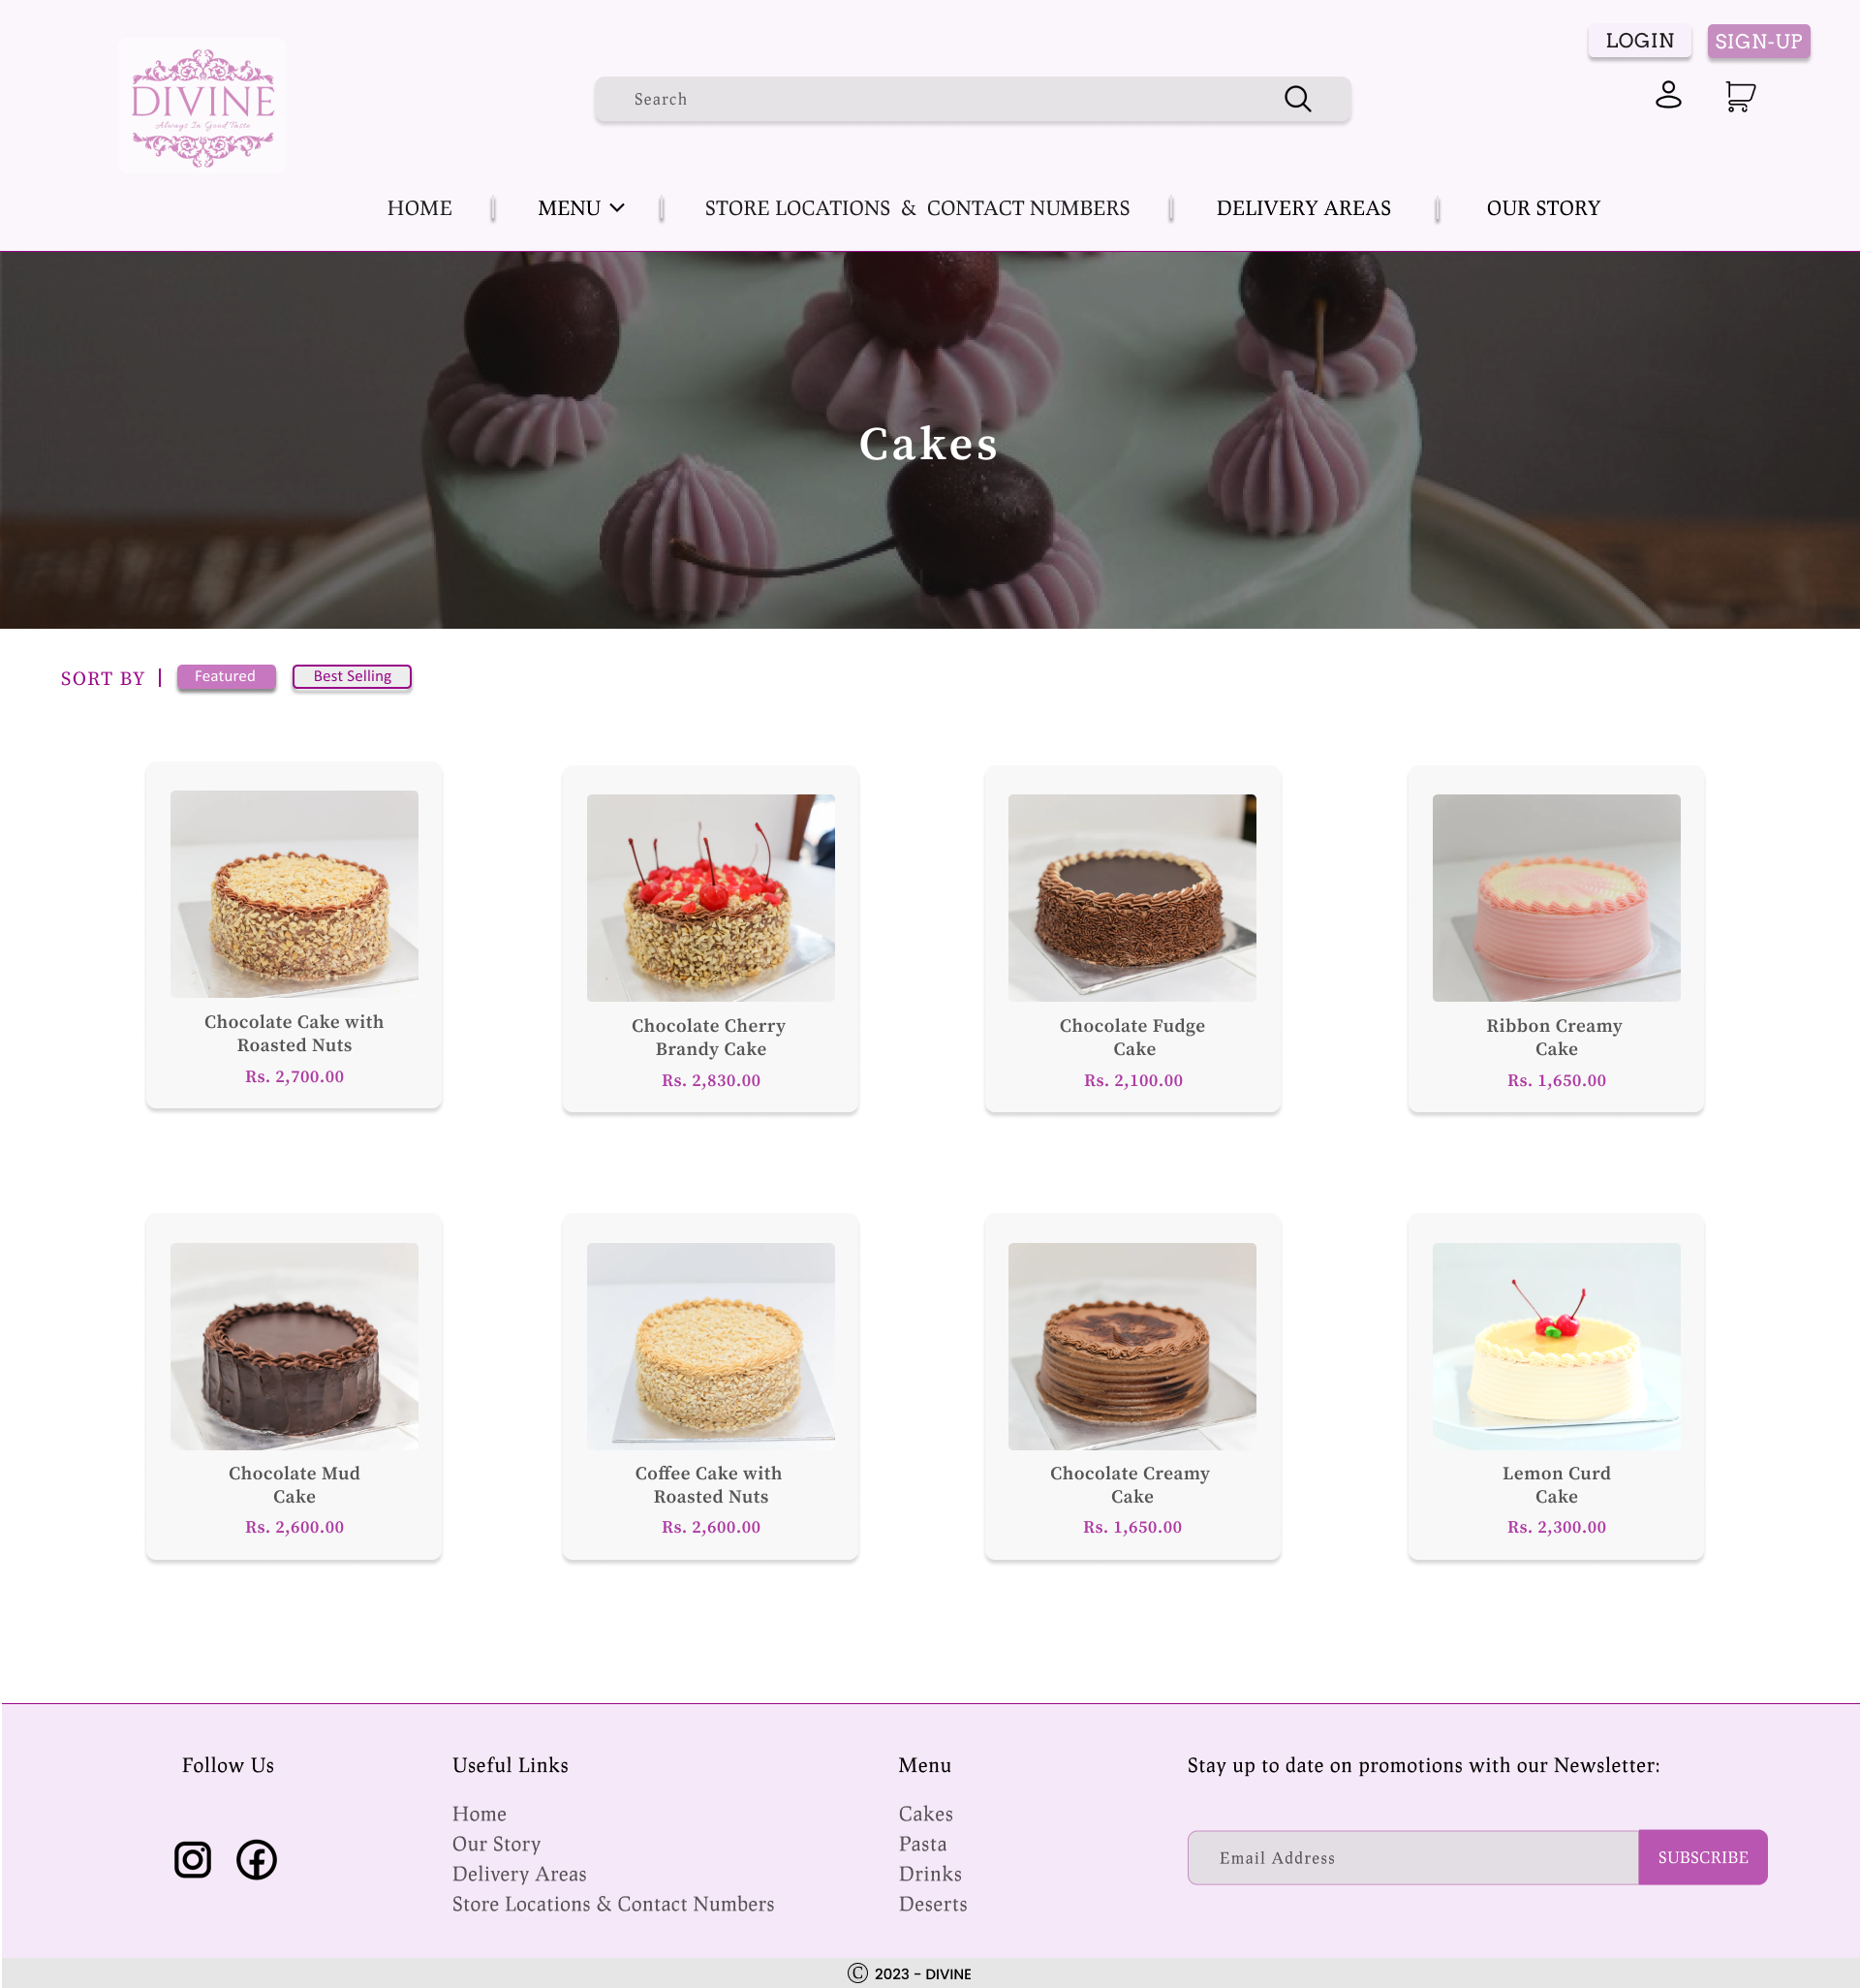 LOGIN
SIGN-UP
DIVINE
Always In Good Taste
Search
HOME
MENU
STORE LOCATIONS & CONTACT NUMBERS
DELIVERY AREAS
OUR STORY
Cakes
SORT BY
Featured
Best Selling
Chocolate Cake with
Roasted Nuts
Rs. 2,700.00
Chocolate Cherry
Brandy Cake
Rs. 2,830.00
Chocolate Fudge
Cake
Rs. 2,100.00
Ribbon Creamy
Cake
Rs. 1,650.00
Chocolate Mud
Cake
Rs. 2,600.00
Coffee Cake with
Roasted Nuts
Rs. 2,600.00
Chocolate Creamy
Cake
Rs. 1,650.00
Lemon Curd
Cake
Rs. 2,300.00
Follow Us
Useful Links
Home
Our Story
Delivery Areas
Store Locations & Contact Numbers
Menu
Cakes
Pasta
Drinks
Deserts
Stay up to date on promotions with our Newsletter:
Email Address
SUBSCRIBE
© 2023 - DIVINE